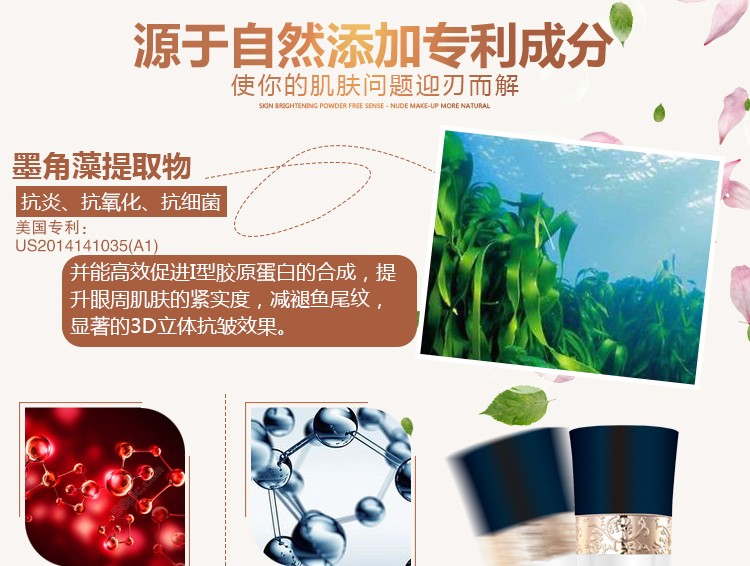 源于自然添加专利成分
使你的肌肤问题迎刃而解
SKIN BRIGHTENING POWDER FREE SENSE - NUDE MAKE-UP MORE NATURAL
墨角藻提取物
抗炎、抗氧化、抗细菌
美国专利：
US2014141035(A1)
并能高效促进I型胶原蛋白的合成，提
升眼周肌肤的紧实度，减褪鱼尾纹，
显著的3D立体抗皱效果。